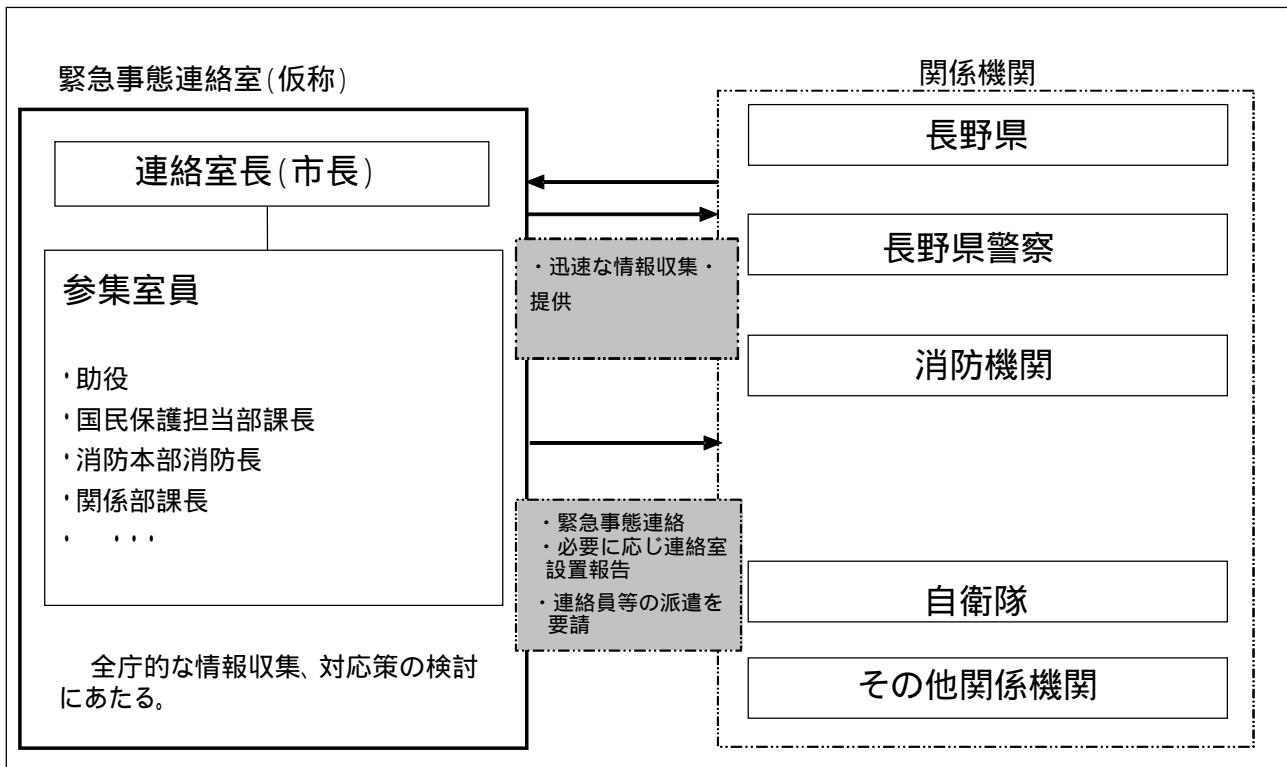 緊急事態連絡室(仮称)
連絡室長(市長)
参集室員
・助役
・国民保護担当部課長
・消防本部消防長
・関係部課長
・ ・・・
全庁的な情報収集、対応策の検討
にあたる。
・迅速な情報収集・
提供
・緊急事態連絡
・必要に応じ連絡室
設置報告
・連絡員等の派遣を
要請
関係機関
長野県
長野県警察
消防機関
自衛隊
その他関係機関